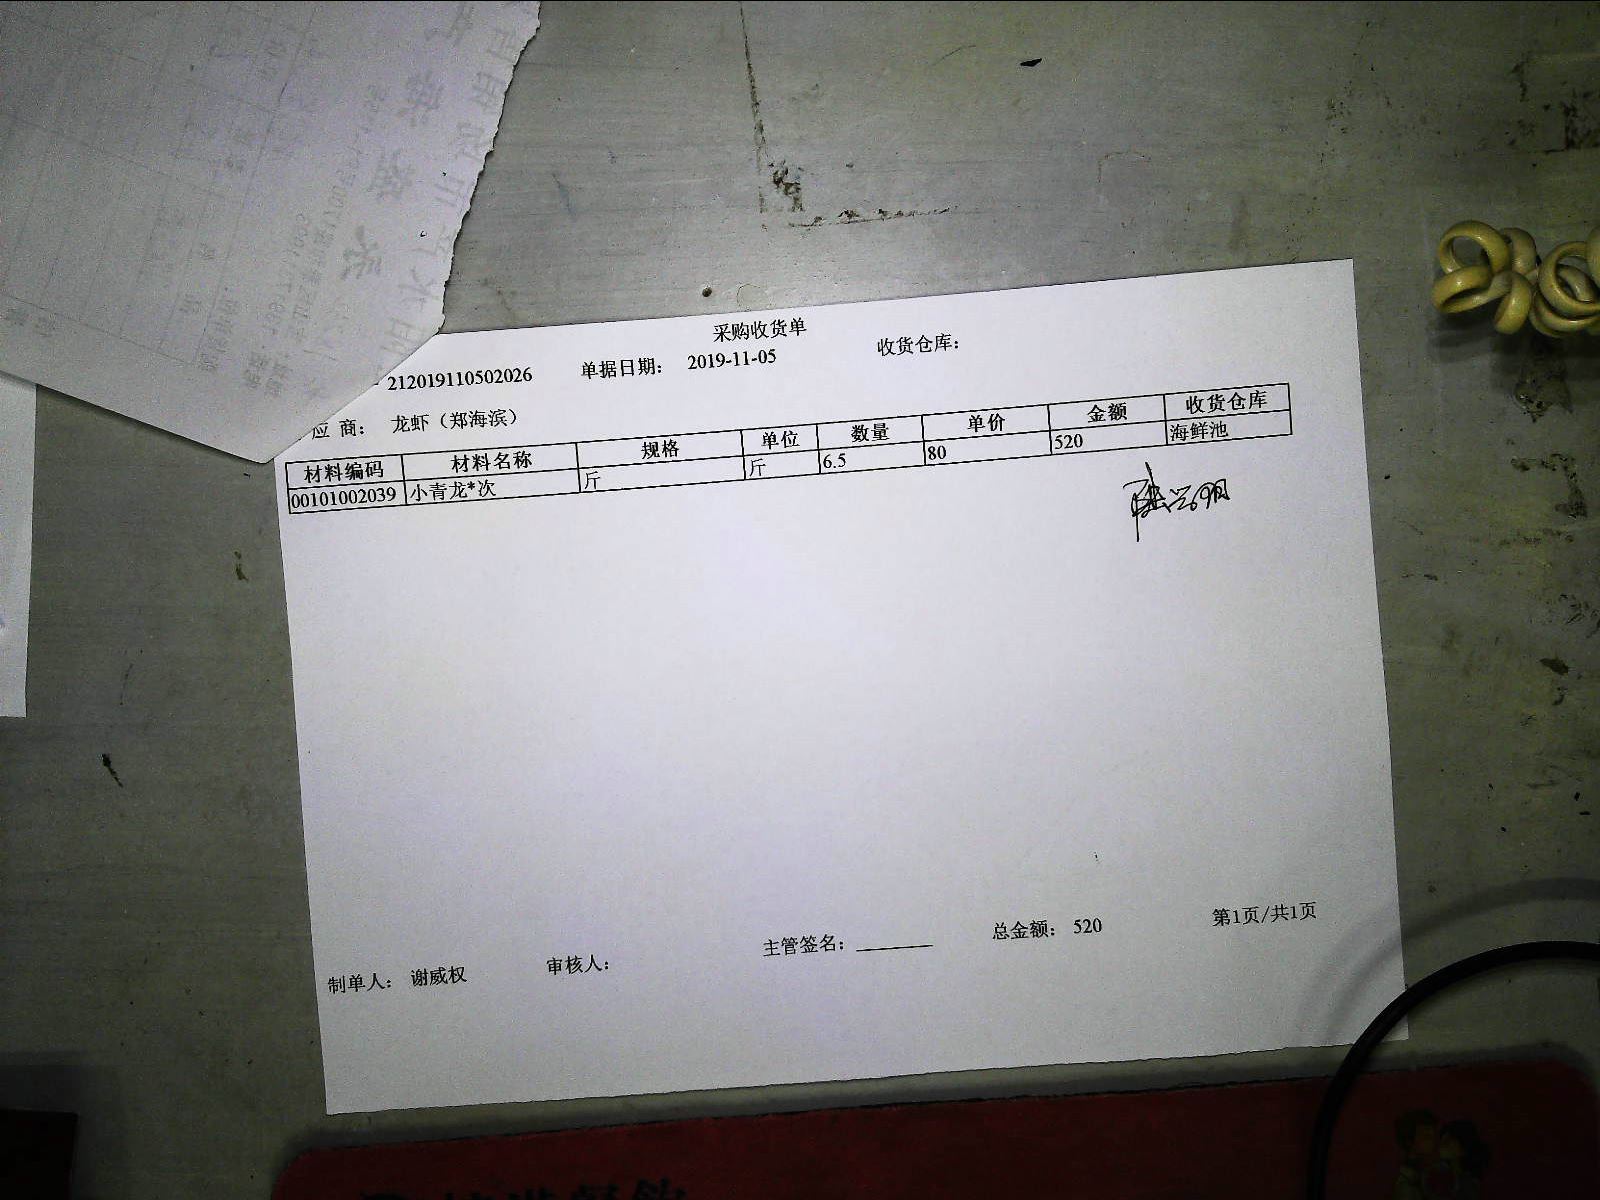 采购收货单
212019110502026 单据日期： 2019-11-05 收货仓库：
应 商： 龙虾（郑海滨）
材料编码 材料名称 规格 单位 数量 单价 金额 收货仓库
00101002039 小青龙*次 斤 斤 6.5 80 520 海鲜池
制单人： 谢威权 审核人： 主管签名： 总金额： 520 第1页/共1页